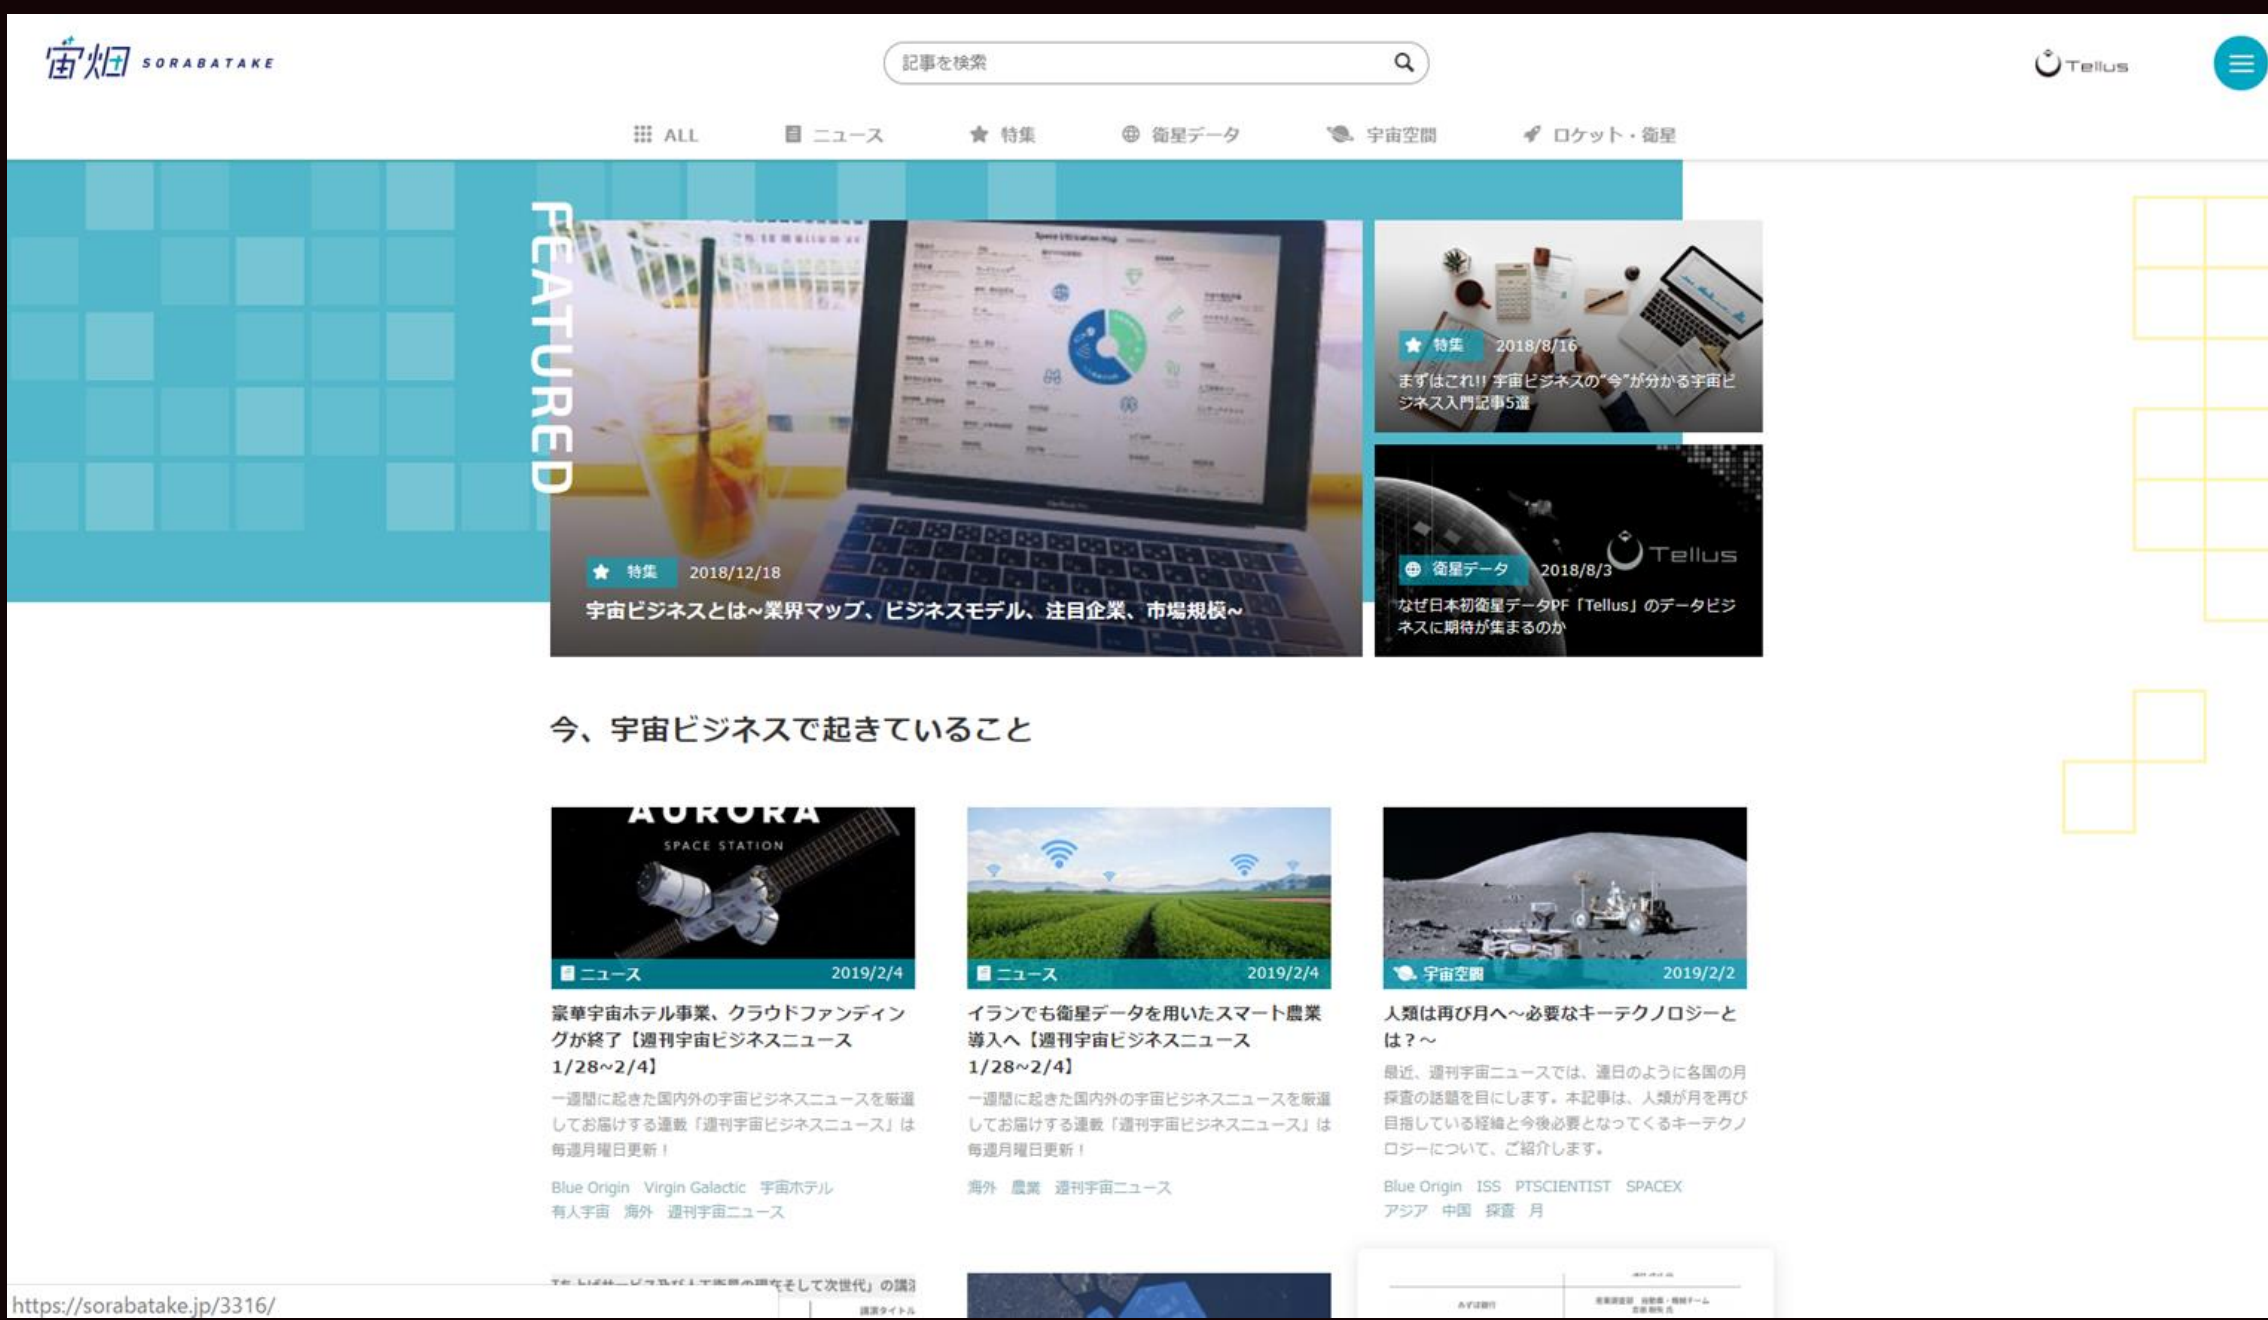 宙畑 SORABATAKE
記事を検索
Tellus
ALL
ニュース
特集
衛星データ
宇宙空間
ロケット・衛星
FEATURED
Space Utilization Map
特集 2018/12/18
宇宙ビジネスとは~業界マップ、ビジネスモデル、注目企業、市場規模~
特集 2018/8/16
まずはこれ!! 宇宙ビジネスの"今"が分かる宇宙ビ
ジネス入門記事5選
Tellus
衛星データ 2018/8/3
なぜ日本初衛星データPF「Tellus」のデータビジ
ネスに期待が集まるのか
今、宇宙ビジネスで起きていること
AURORA
SPACE STATION
ニュース 2019/2/4
豪華宇宙ホテル事業、クラウドファンディン
グが終了【週刊宇宙ビジネスニュース
1/28~2/4】
一週間に起きた国内外の宇宙ビジネスニュースを厳選
してお届けする連載「週刊宇宙ビジネスニュース」は
毎週月曜日更新！
Blue Origin Virgin Galactic 宇宙ホテル
有人宇宙 海外 週刊宇宙ニュース
ニュース 2019/2/4
イランでも衛星データを用いたスマート農業
導入へ【週刊宇宙ビジネスニュース
1/28~2/4】
一週間に起きた国内外の宇宙ビジネスニュースを厳選
してお届けする連載「週刊宇宙ビジネスニュース」は
毎週月曜日更新！
海外 農業 週刊宇宙ニュース
宇宙空間 2019/2/2
人類は再び月へ～必要なキーテクノロジーと
は？～
最近、週刊宇宙ニュースでは、連日のように各国の月
探査の話題を目にします。本記事は、人類が月を再び
目指している経緯と今後必要となってくるキーテクノ
ロジーについて、ご紹介します。
Blue Origin ISS PTSCIENTIST SPACEX
アジア 中国 探査 月
そして次世代」の講演
講演タイトル
みずほ銀行
https://sorabatake.jp/3316/